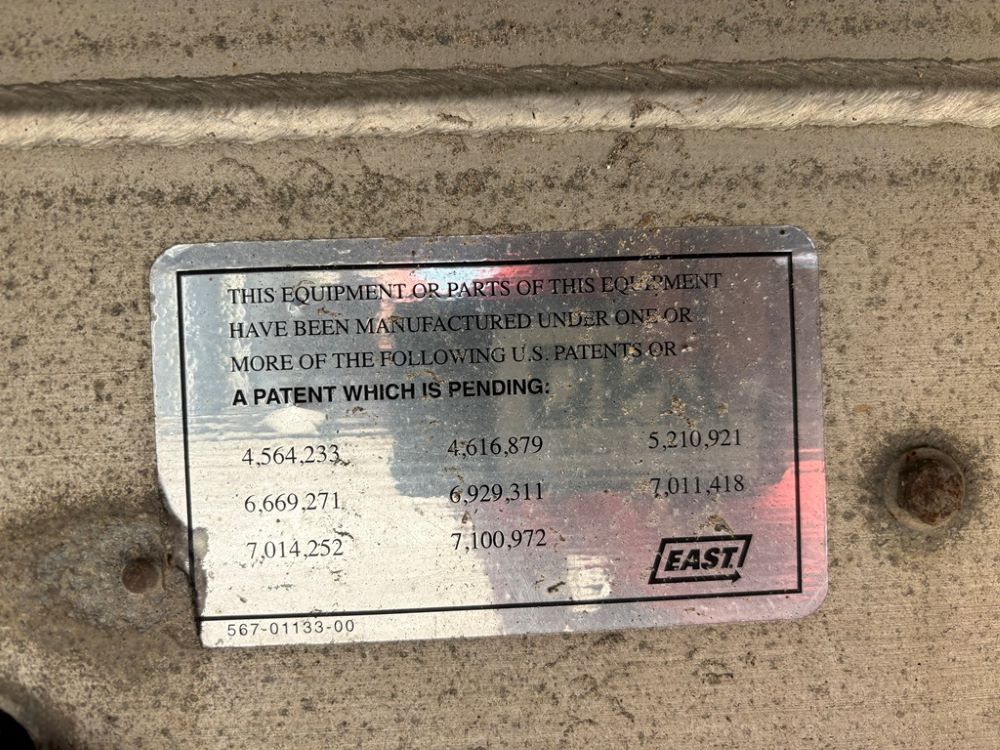 THIS EQUIPMENT OR PARTS OF THIS EQUIPMENT
HAVE BEEN MANUFACTURED UNDER ONE OR
MORE OF THE FOLLOWING U.S. PATENTS OR
A PATENT WHICH IS PENDING:
4,564,233 4,616,879 5,210,921
6,669,271 6,929,311 7,011,418
7,014,252 7,100,972
EAST
567-01133-00